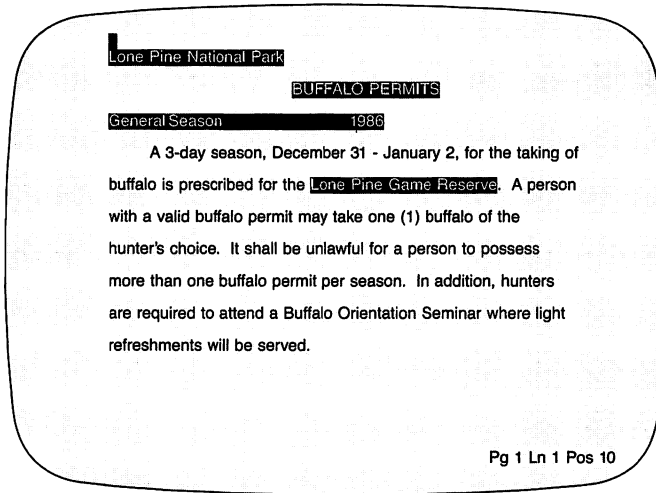 Lone Pine National Park
BUFFALO PERMITS
General Season 1986
A 3-day season, December 31 - January 2, for the taking of
buffalo is prescribed for the Lone Pine Game Reserve. A person
with a valid buffalo permit may take one (1) buffalo of the
hunter's choice. It shall be unlawful for a person to possess
more than one buffalo permit per season. In addition, hunters
are required to attend a Buffalo Orientation Seminar where light
refreshments will be served.
Pg 1 Ln 1 Pos 10